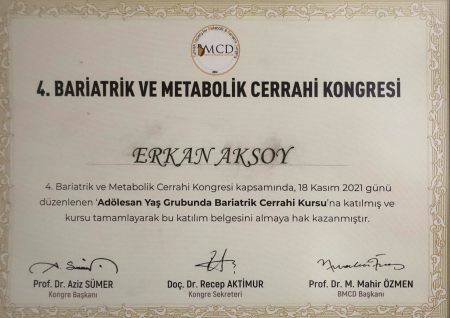 BMCD
4. BARİATRİK VE METABOLİK CERRAHİ KONGRESİ
ERKAN AKSOY
4. Bariatrik ve Metabolik Cerrahi Kongresi kapsamında, 18 Kasım 2021 günü
düzenlenen 'Adölesan Yaş Grubunda Bariatrik Cerrahi Kursu'na katılmış ve
kursu tamamlayarak bu katılım belgesini almaya hak kazanmıştır.
Prof. Dr. Aziz SÜMER
Kongre Başkanı
Doç. Dr. Recep AKTİMUR
Kongre Sekreteri
Prof. Dr. M. Mahir ÖZMEN
BMCD Başkanı